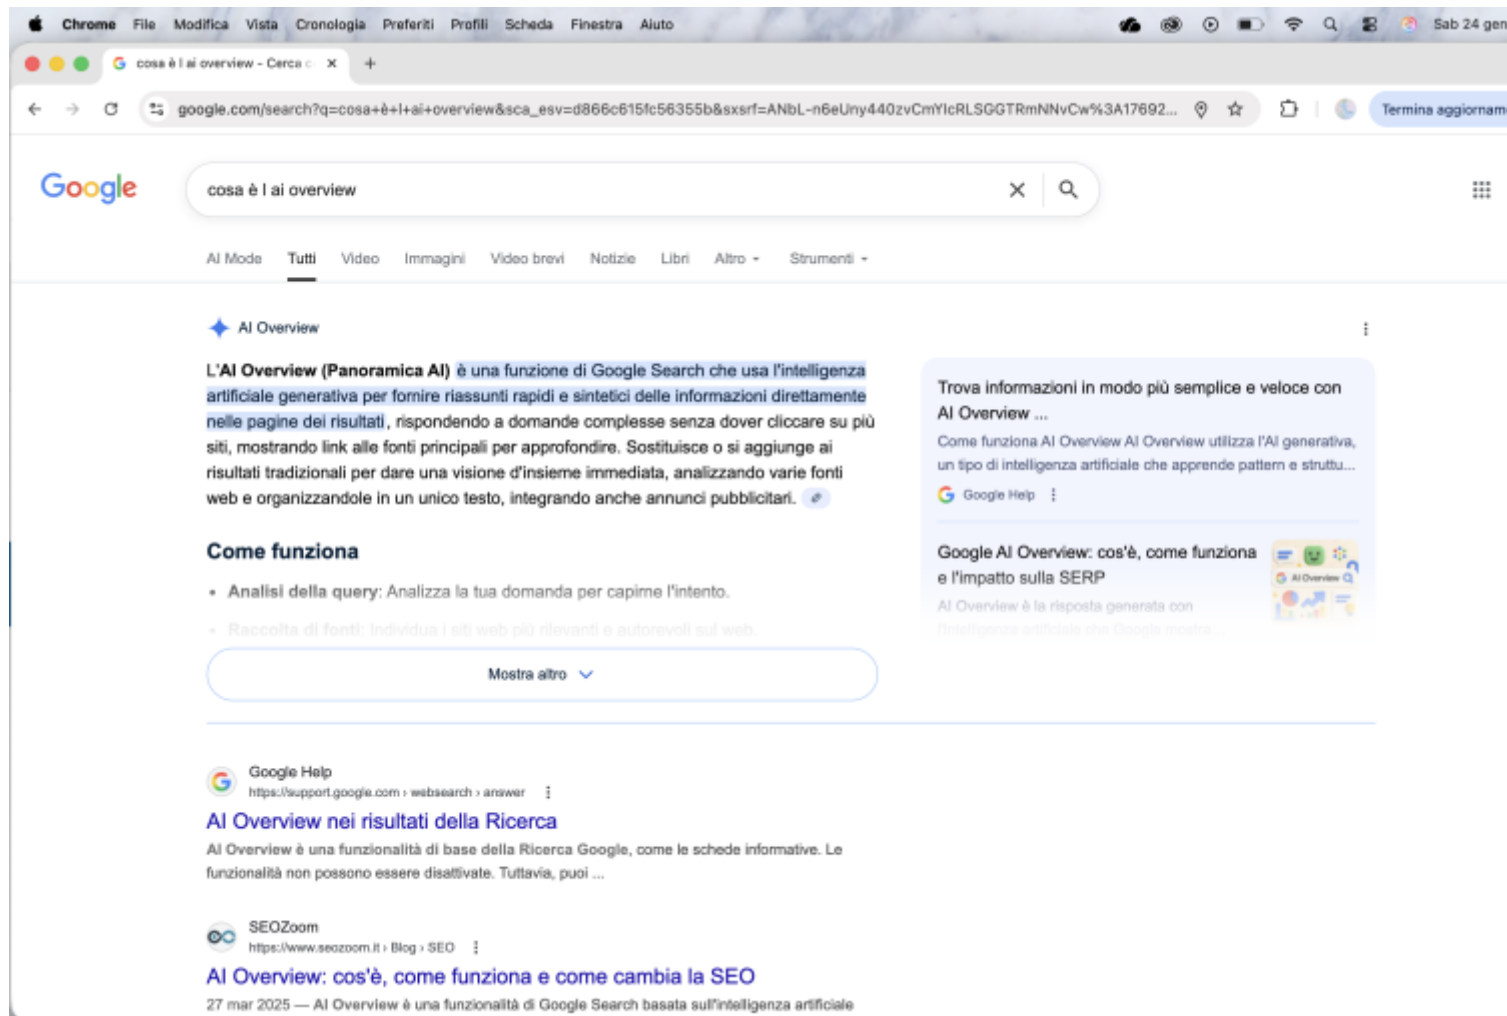 Chrome File Modifica Vista Cronologia Preferiti Profili Scheda Finestra Aiuto
Sab 24 gen
cosa è l ai overview - Cerca c
google.com/search?q=cosa+è+l+ai+overview&sca_esv=d866c615fc56355b&sxsrf=ANbL-n6eUny440zvCmYIcRLSGGTRmNNvCw%3A17692...
Termina aggiornam
Google
cosa è l ai overview
AI Mode Tutti Video Immagini Video brevi Notizie Libri Altro Strumenti
AI Overview
L'AI Overview (Panoramica AI) è una funzione di Google Search che usa l'intelligenza
artificiale generativa per fornire riassunti rapidi e sintetici delle informazioni direttamente
nelle pagine dei risultati, rispondendo a domande complesse senza dover cliccare su più
siti, mostrando link alle fonti principali per approfondire. Sostituisce o si aggiunge ai
risultati tradizionali per dare una visione d'insieme immediata, analizzando varie fonti
web e organizzandole in un unico testo, integrando anche annunci pubblicitari.
Come funziona
• Analisi della query: Analizza la tua domanda per capirne l'intento.
• Raccolta di fonti: Individua i siti web più rilevanti e autorevoli sul web.
Mostra altro
Trova informazioni in modo più semplice e veloce con
AI Overview ...
Come funziona AI Overview AI Overview utilizza l'AI generativa,
un tipo di intelligenza artificiale che apprende pattern e struttu...
Google Help
Google AI Overview: cos'è, come funziona
e l'impatto sulla SERP
AI Overview è la risposta generata con
l'intelligenza artificiale che Google mostra...
AI Overview
Google Help
https://support.google.com › websearch › answer
AI Overview nei risultati della Ricerca
AI Overview è una funzionalità di base della Ricerca Google, come le schede informative. Le
funzionalità non possono essere disattivate. Tuttavia, puoi ...
SEOZoom
https://www.seozoom.it › Blog › SEO
AI Overview: cos'è, come funziona e come cambia la SEO
27 mar 2025 — AI Overview è una funzionalità di Google Search basata sull'intelligenza artificiale